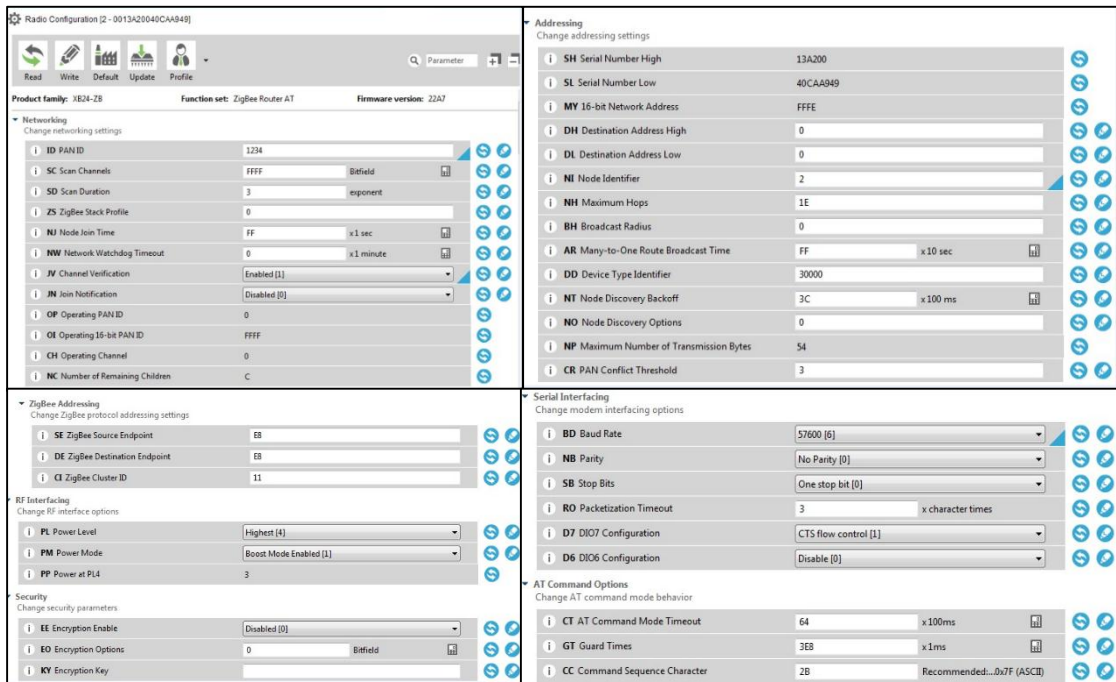 Radio Configuration [2 - 0013A20040CAA949]
Read Write Default Update Profile
Parameter
Product family: XB24-ZB Function set: ZigBee Router AT Firmware version: 22A7
Networking
Change networking settings
i ID PAN ID 1234
i SC Scan Channels FFFF Bitfield
i SD Scan Duration 3 exponent
i ZS ZigBee Stack Profile 0
i NJ Node Join Time FF x 1 sec
i NW Network Watchdog Timeout 0 x 1 minute
i JV Channel Verification Enabled [1]
i JN Join Notification Disabled [0]
i OP Operating PAN ID 0
i OI Operating 16-bit PAN ID FFFF
i CH Operating Channel 0
i NC Number of Remaining Children C
Addressing
Change addressing settings
i SH Serial Number High 13A200
i SL Serial Number Low 40CAA949
i MY 16-bit Network Address FFFE
i DH Destination Address High 0
i DL Destination Address Low 0
i NI Node Identifier 2
i NH Maximum Hops 1E
i BH Broadcast Radius 0
i AR Many-to-One Route Broadcast Time FF x 10 sec
i DD Device Type Identifier 30000
i NT Node Discovery Backoff 3C x 100 ms
i NO Node Discovery Options 0
i NP Maximum Number of Transmission Bytes 54
i CR PAN Conflict Threshold 3
ZigBee Addressing
Change ZigBee protocol addressing settings
i SE ZigBee Source Endpoint E8
i DE ZigBee Destination Endpoint E8
i CI ZigBee Cluster ID 11
RF Interfacing
Change RF interface options
i PL Power Level Highest [4]
i PM Power Mode Boost Mode Enabled [1]
i PP Power at PL4 3
Security
Change security parameters
i EE Encryption Enable Disabled [0]
i EO Encryption Options 0 Bitfield
i KY Encryption Key
Serial Interfacing
Change modem interfacing options
i BD Baud Rate 57600 [6]
i NB Parity No Parity [0]
i SB Stop Bits One stop bit [0]
i RO Packetization Timeout 3 x character times
i D7 DIO7 Configuration CTS flow control [1]
i D6 DIO6 Configuration Disable [0]
AT Command Options
Change AT command mode behavior
i CT AT Command Mode Timeout 64 x 100ms
i GT Guard Times 3E8 x 1ms
i CC Command Sequence Character 2B Recommended:...0x7F (ASCII)